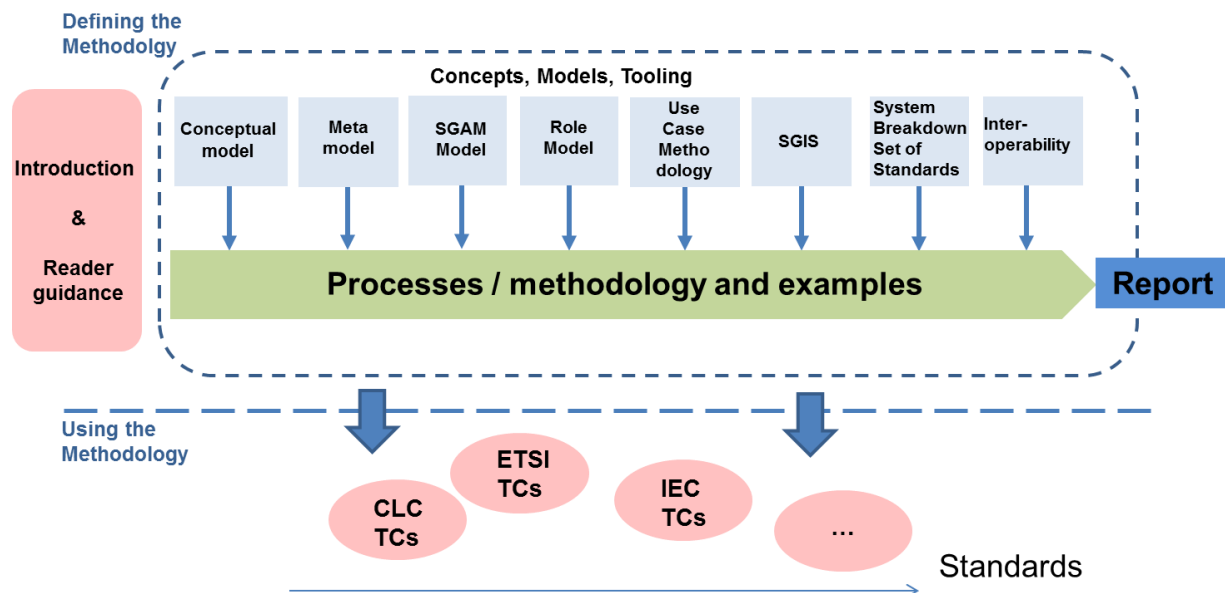 Defining the
Methodolgy
Concepts, Models, Tooling
Introduction
&
Reader
guidance
Conceptual
model
Meta
model
SGAM
Model
Role
Model
Use
Case
Metho
dology
SGIS
System
Breakdown
Set of
Standards
Inter-
operability
Processes / methodology and examples
Report
Using the
Methodology
CLC
TCs
ETSI
TCs
IEC
TCs
...
Standards